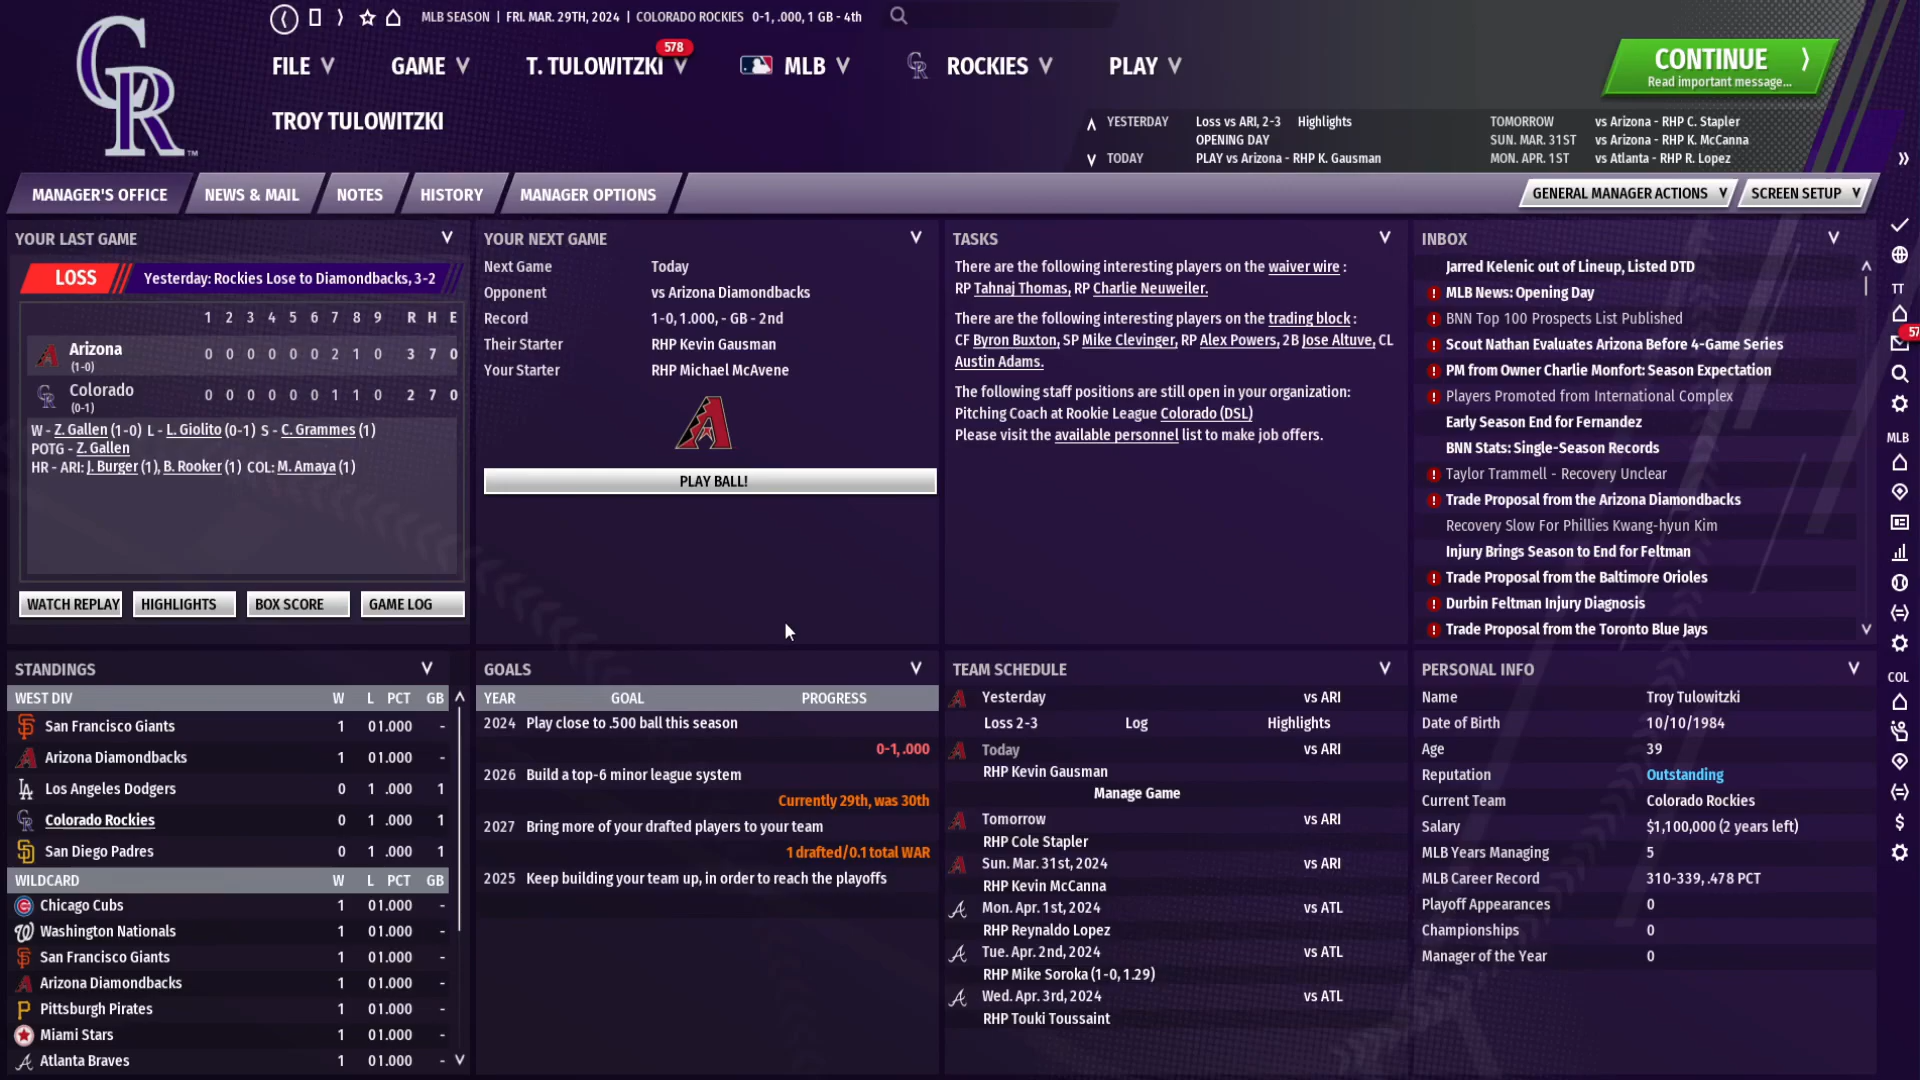 MLB SEASON | FRI. MAR. 29TH, 2024 | COLORADO ROCKIES 0-1, .000, 1 GB - 4th
FILE GAME T. TULOWITZKI 578 MLB ROCKIES PLAY
CONTINUE
Read important message...
TROY TULOWITZKI
YESTERDAY Loss vs ARI, 2-3 Highlights TOMORROW vs Arizona - RHP C. Stapler
OPENING DAY SUN. MAR. 31ST vs Arizona - RHP K. McCanna
TODAY PLAY vs Arizona - RHP K. Gausman MON. APR. 1ST vs Atlanta - RHP R. Lopez
MANAGER'S OFFICE NEWS & MAIL NOTES HISTORY MANAGER OPTIONS GENERAL MANAGER ACTIONS SCREEN SETUP
YOUR LAST GAME
LOSS Yesterday: Rockies Lose to Diamondbacks, 3-2
1 2 3 4 5 6 7 8 9 R H E
Arizona 0 0 0 0 0 0 2 1 0 3 7 0
(1-0)
Colorado 0 0 0 0 0 0 1 1 0 2 7 0
(0-1)
W - Z. Gallen (1-0) L - L. Giolito (0-1) S - C. Grammes (1)
POTG - Z. Gallen
HR - ARI: J. Burger (1), B. Rooker (1) COL: M. Amaya (1)
WATCH REPLAY HIGHLIGHTS BOX SCORE GAME LOG
YOUR NEXT GAME
Next Game Today
Opponent vs Arizona Diamondbacks
Record 1-0, 1.000, - GB - 2nd
Their Starter RHP Kevin Gausman
Your Starter RHP Michael McAvene
PLAY BALL!
TASKS
There are the following interesting players on the waiver wire :
RP Tahnaj Thomas, RP Charlie Neuweiler.
There are the following interesting players on the trading block :
CF Byron Buxton, SP Mike Clevinger, RP Alex Powers, 2B Jose Altuve, CL
Austin Adams.
The following staff positions are still open in your organization:
Pitching Coach at Rookie League Colorado (DSL)
Please visit the available personnel list to make job offers.
INBOX
Jarred Kelenic out of Lineup, Listed DTD
MLB News: Opening Day
BNN Top 100 Prospects List Published
Scout Nathan Evaluates Arizona Before 4-Game Series
PM from Owner Charlie Monfort: Season Expectation
Players Promoted from International Complex
Early Season End for Fernandez
BNN Stats: Single-Season Records
Taylor Trammell - Recovery Unclear
Trade Proposal from the Arizona Diamondbacks
Recovery Slow For Phillies Kwang-hyun Kim
Injury Brings Season to End for Feltman
Trade Proposal from the Baltimore Orioles
Durbin Feltman Injury Diagnosis
Trade Proposal from the Toronto Blue Jays
STANDINGS
WEST DIV W L PCT GB
San Francisco Giants 1 0 1.000 -
Arizona Diamondbacks 1 0 1.000 -
Los Angeles Dodgers 0 1 .000 1
Colorado Rockies 0 1 .000 1
San Diego Padres 0 1 .000 1
WILDCARD W L PCT GB
Chicago Cubs 1 0 1.000 -
Washington Nationals 1 0 1.000 -
San Francisco Giants 1 0 1.000 -
Arizona Diamondbacks 1 0 1.000 -
Pittsburgh Pirates 1 0 1.000 -
Miami Stars 1 0 1.000 -
Atlanta Braves 1 0 1.000 -
GOALS
YEAR GOAL PROGRESS
2024 Play close to .500 ball this season
0-1, .000
2026 Build a top-6 minor league system
Currently 29th, was 30th
2027 Bring more of your drafted players to your team
1 drafted/0.1 total WAR
2025 Keep building your team up, in order to reach the playoffs
TEAM SCHEDULE
Yesterday vs ARI
Loss 2-3 Log Highlights
Today vs ARI
RHP Kevin Gausman
Manage Game
Tomorrow vs ARI
RHP Cole Stapler
Sun. Mar. 31st, 2024 vs ARI
RHP Kevin McCanna
Mon. Apr. 1st, 2024 vs ATL
RHP Reynaldo Lopez
Tue. Apr. 2nd, 2024 vs ATL
RHP Mike Soroka (1-0, 1.29)
Wed. Apr. 3rd, 2024 vs ATL
RHP Touki Toussaint
PERSONAL INFO
Name Troy Tulowitzki
Date of Birth 10/10/1984
Age 39
Reputation Outstanding
Current Team Colorado Rockies
Salary $1,100,000 (2 years left)
MLB Years Managing 5
MLB Career Record 310-339, .478 PCT
Playoff Appearances 0
Championships 0
Manager of the Year 0
TT
57
MLB
COL